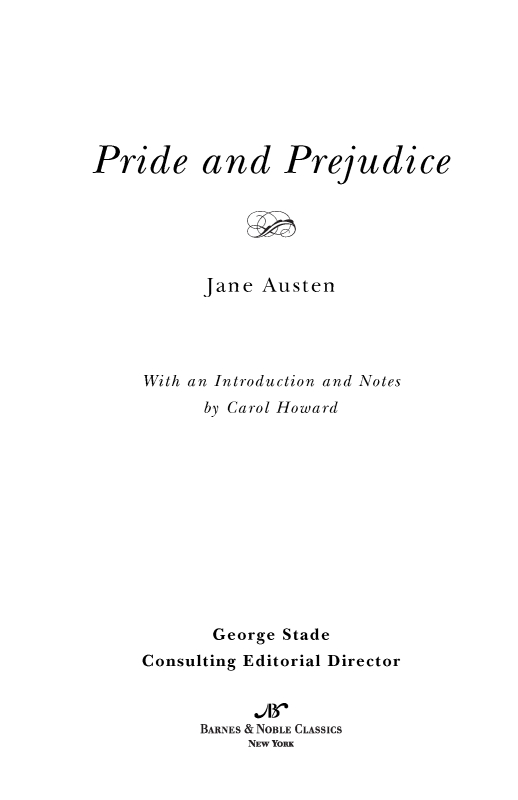 Pride and Prejudice
Jane Austen
With an Introduction and Notes
by Carol Howard
George Stade
Consulting Editorial Director
BARNES & NOBLE CLASSICS
NEW YORK